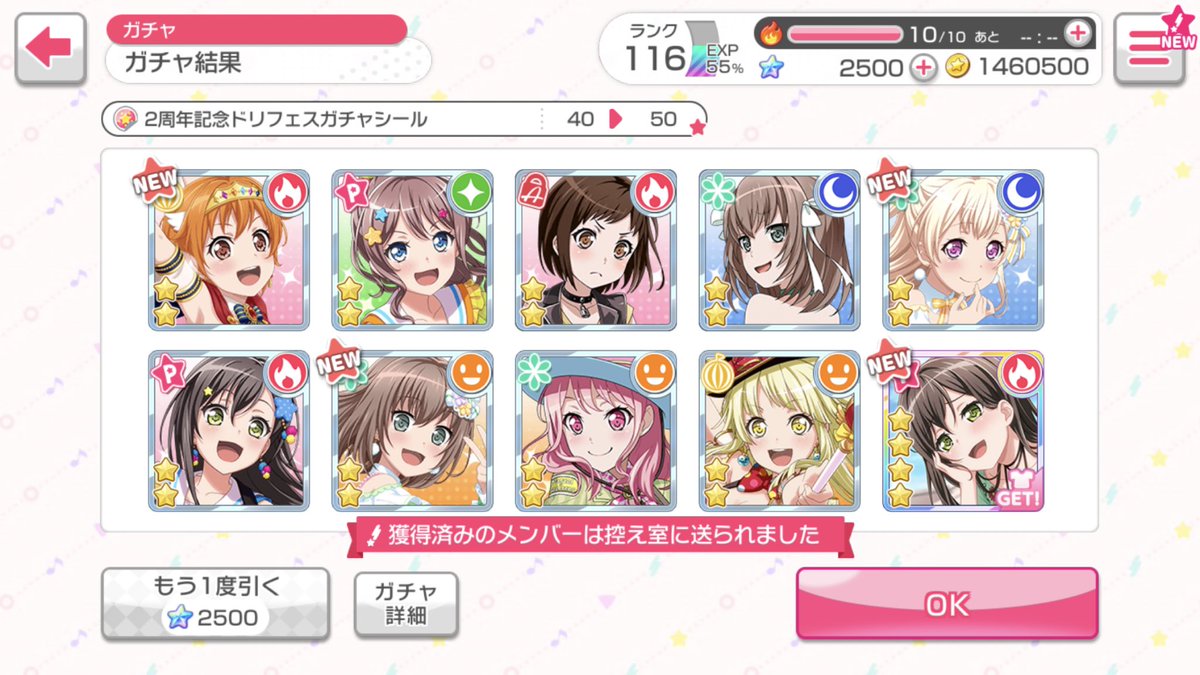 ガチャ
ガチャ結果
ランク
116
EXP
55%
10/10 あと --:--
2500
1460500
NEW
2周年記念ドリフェスガチャシール 40 50
NEW
P
A
NEW
P
NEW
NEW
GET!
獲得済みのメンバーは控え室に送られました
もう1度引く
2500
ガチャ
詳細
OK